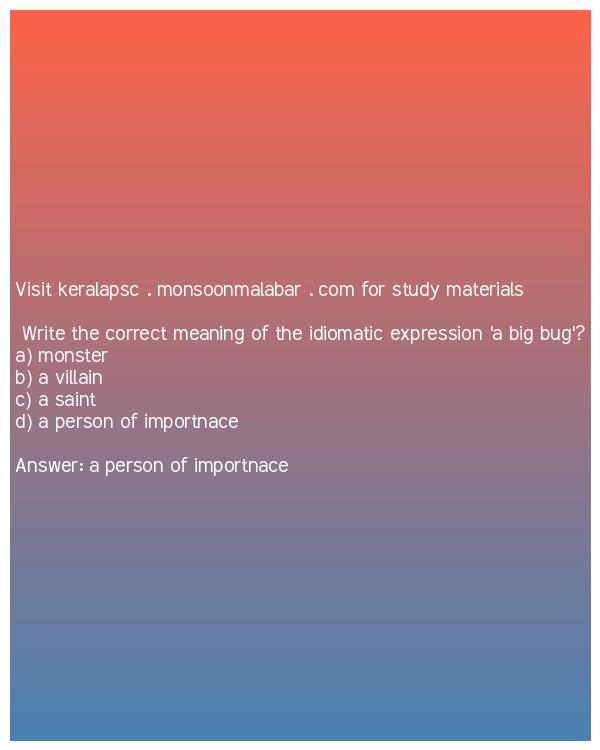 Visit keralapsc . monsoonmalabar . com for study materials
Write the correct meaning of the idiomatic expression 'a big bug'?
a) monster
b) a villain
c) a saint
d) a person of importnace
Answer: a person of importnace